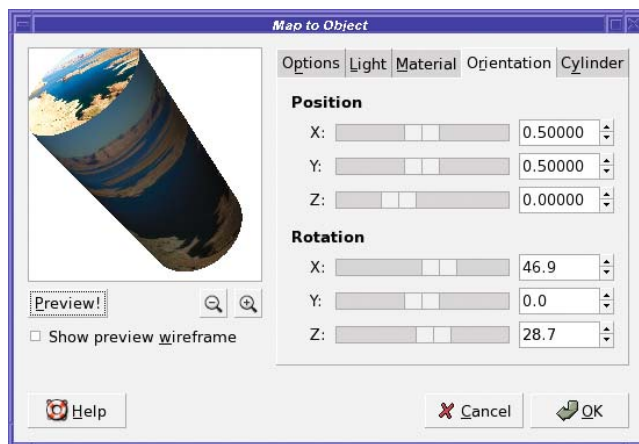 Map to Object
Options Light Material Orientation Cylinder
Position
X: 0.50000
Y: 0.50000
Z: 0.00000
Rotation
X: 46.9
Y: 0.0
Z: 28.7
Preview!
Show preview wireframe
Help Cancel OK